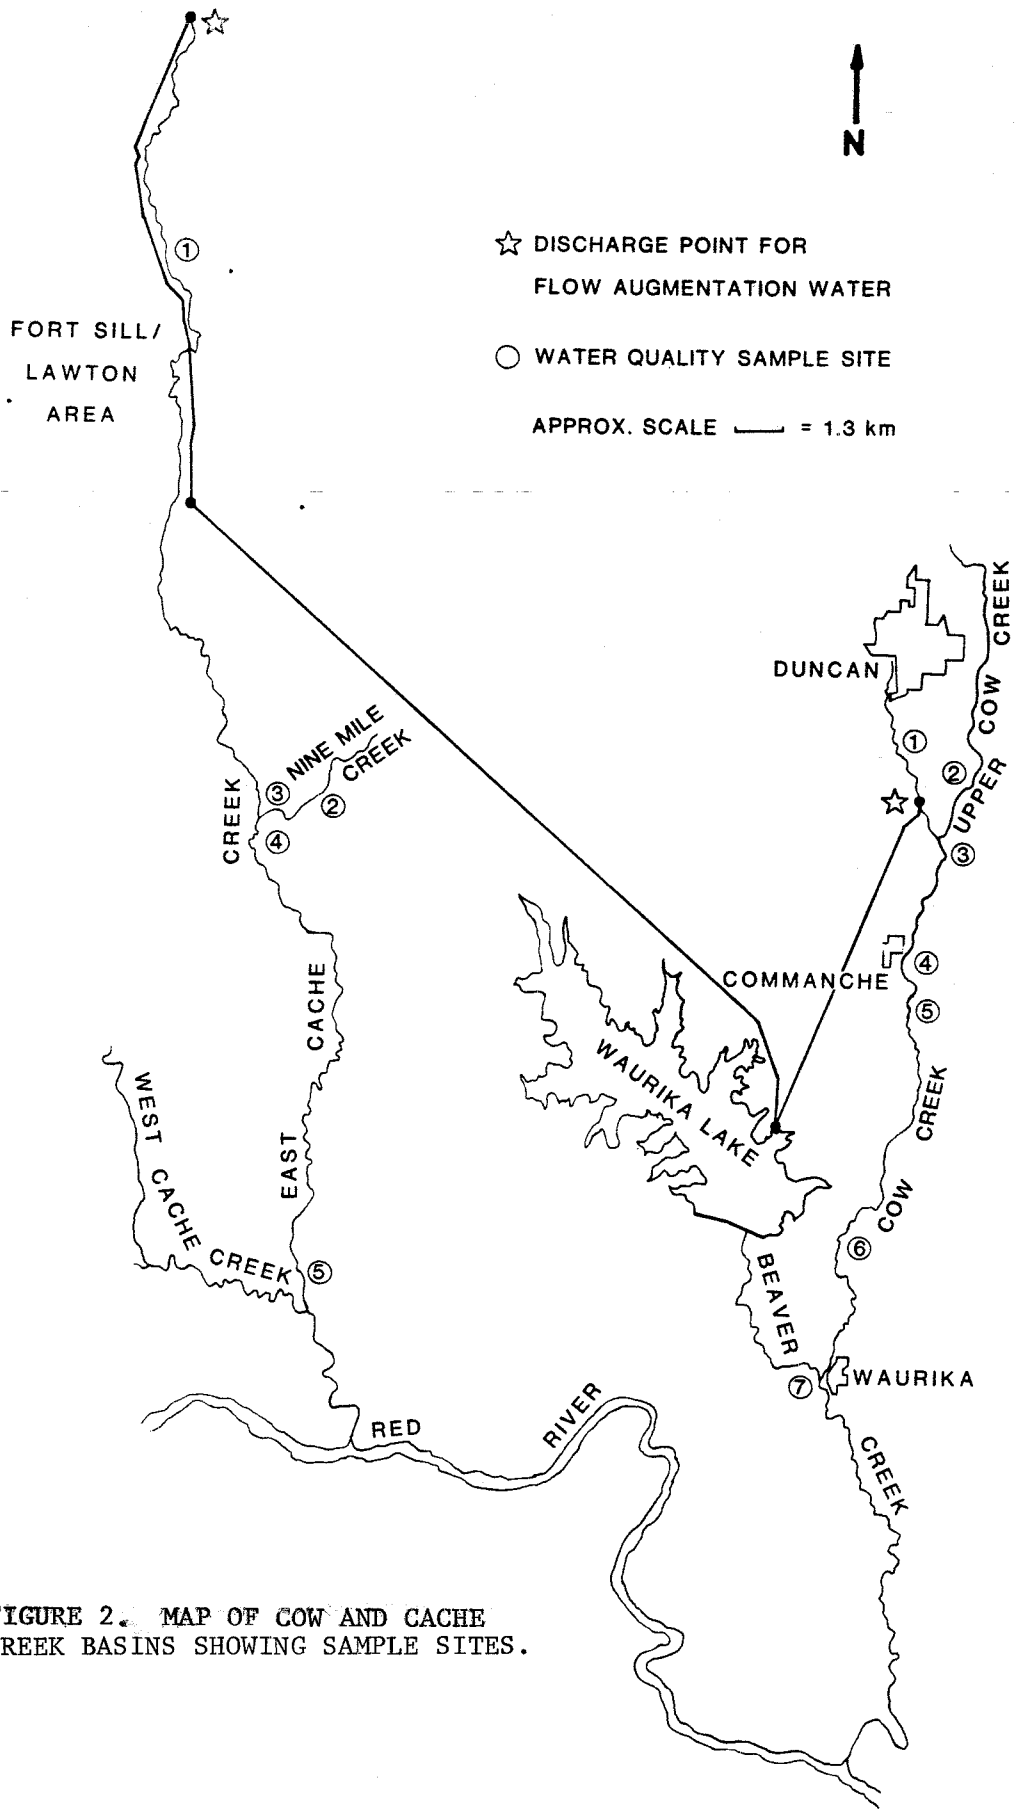 N
☆ DISCHARGE POINT FOR
FLOW AUGMENTATION WATER
○ WATER QUALITY SAMPLE SITE
APPROX. SCALE = 1.3 km
①
FORT SILL/
LAWTON
AREA
UPPER COW CREEK
DUNCAN
①
②
③
④
⑤
⑥
⑦
NINE MILE
CREEK
③
②
④
EAST CACHE CREEK
COMMANCHE
WAURIKA LAKE
COW CREEK
WEST CACHE CREEK
⑤
BEAVER CREEK
WAURIKA
RED RIVER
IGURE 2. MAP OF COW AND CACHE
REEK BASINS SHOWING SAMPLE SITES.